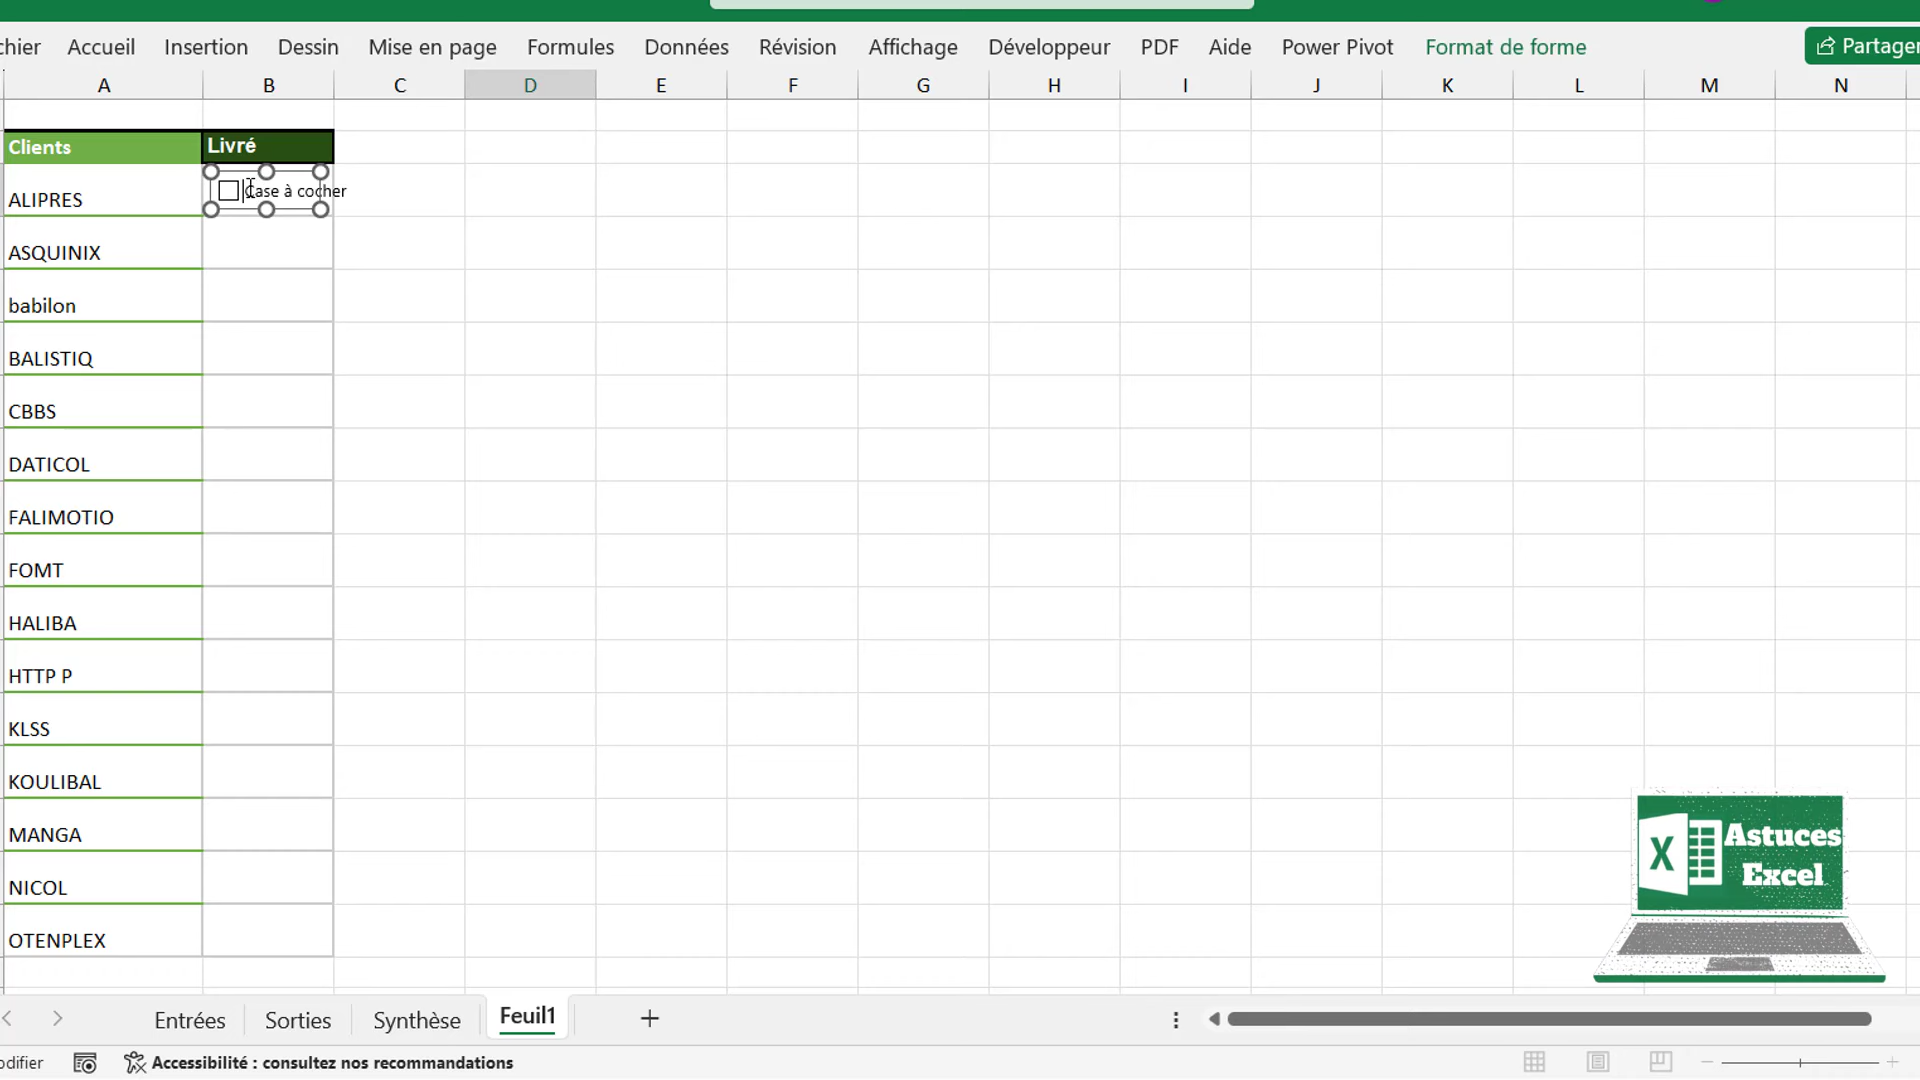 chier Accueil Insertion Dessin Mise en page Formules Données Révision Affichage Développeur PDF Aide Power Pivot Format de forme Partager
A B C D E F G H I J K L M N
Clients Livré
ALIPRES Case à cocher
ASQUINIX
babilon
BALISTIQ
CBBS
DATICOL
FALIMOTIO
FOMT
HALIBA
HTTP P
KLSS
KOULIBAL
MANGA
NICOL
OTENPLEX
X Astuces
Excel
Entrées Sorties Synthèse Feuil1 +
odifier Accessibilité : consultez nos recommandations